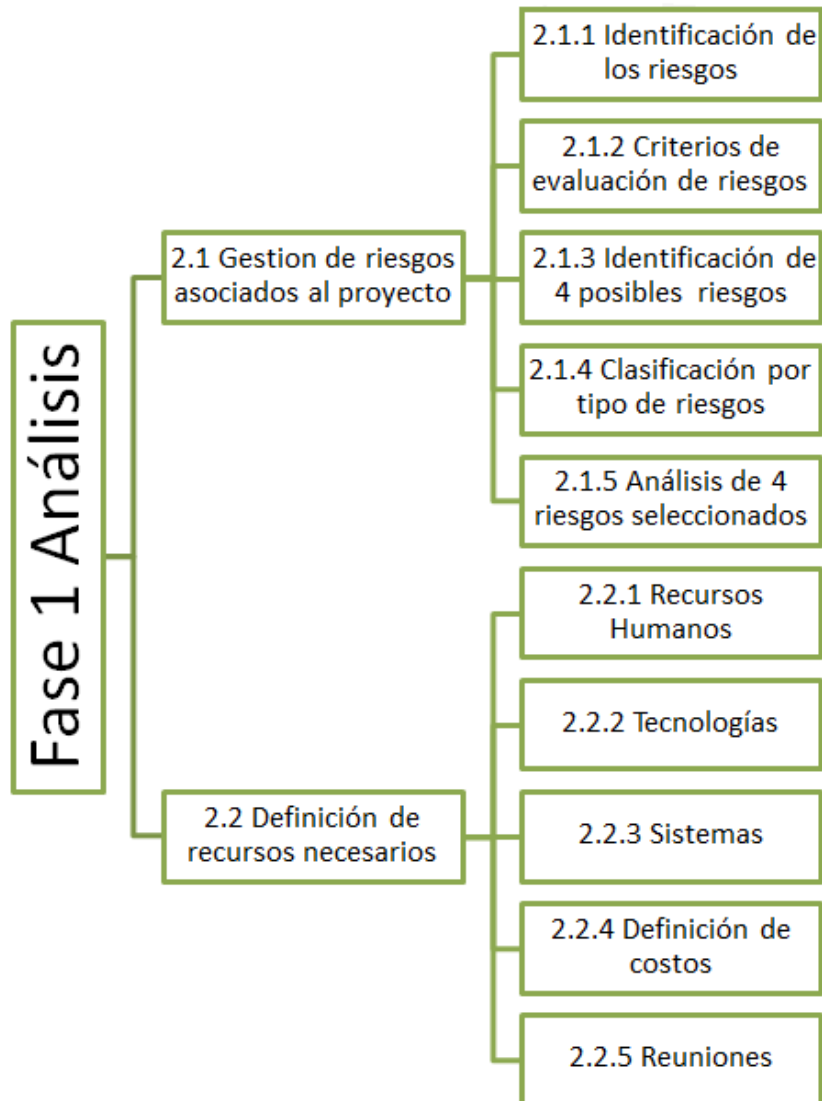 Fase 1 Análisis
2.1 Gestion de riesgos
asociados al proyecto
2.1.1 Identificación de
los riesgos
2.1.2 Criterios de
evaluación de riesgos
2.1.3 Identificación de
4 posibles riesgos
2.1.4 Clasificación por
tipo de riesgos
2.1.5 Análisis de 4
riesgos seleccionados
2.2 Definición de
recursos necesarios
2.2.1 Recursos
Humanos
2.2.2 Tecnologías
2.2.3 Sistemas
2.2.4 Definición de
costos
2.2.5 Reuniones